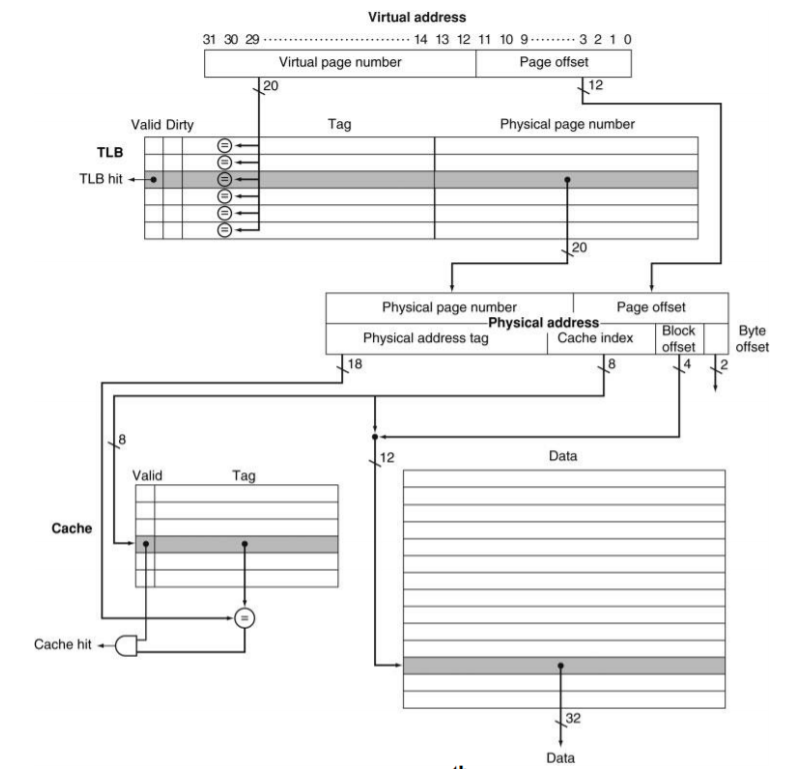 Virtual address
31 30 29 ··································· 14 13 12 11 10 9 ········· 3 2 1 0
Virtual page number Page offset
20 12
Valid Dirty Tag Physical page number
TLB
=
=
TLB hit =
=
=
=
20
Physical page number Page offset
Physical address
Physical address tag Cache index Block offset Byte offset
18 8 4 2
8
12
Data
Valid Tag
Cache
=
Cache hit
32
Data